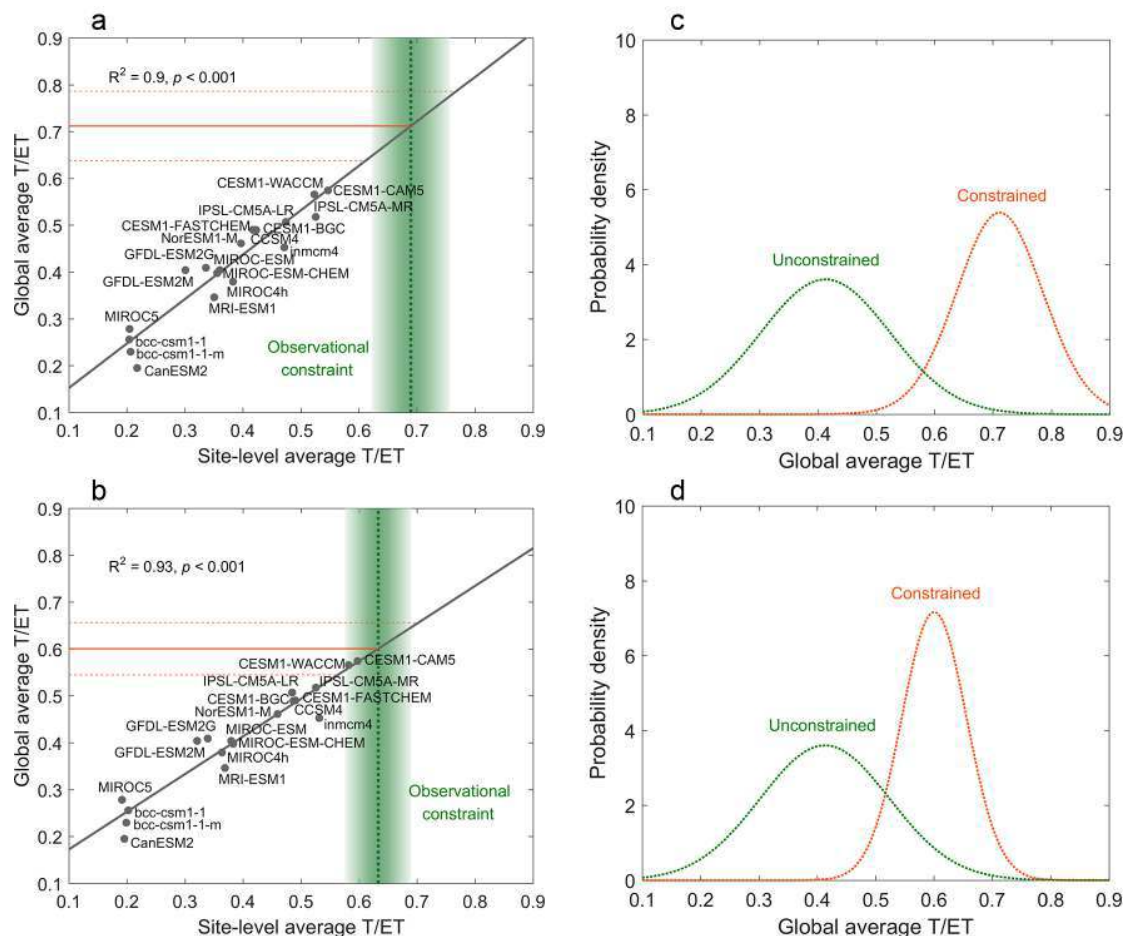 a
R² = 0.9, p < 0.001
Global average T/ET
0.9
0.8
0.7
0.6
0.5
0.4
0.3
0.2
0.1
CESM1-WACCM
CESM1-CAM5
IPSL-CM5A-LR
IPSL-CM5A-MR
CESM1-FASTCHEM
CESM1-BGC
NorESM1-M
CCSM4
inmcm4
GFDL-ESM2G
MIROC-ESM
GFDL-ESM2M
MIROC-ESM-CHEM
MIROC4h
MRI-ESM1
MIROC5
bcc-csm1-1
bcc-csm1-1-m
CanESM2
Observational
constraint
0.1 0.2 0.3 0.4 0.5 0.6 0.7 0.8 0.9
Site-level average T/ET
c
Probability density
10
8
6
4
2
0
Constrained
Unconstrained
0.1 0.2 0.3 0.4 0.5 0.6 0.7 0.8 0.9
Global average T/ET
b
R² = 0.93, p < 0.001
Global average T/ET
0.9
0.8
0.7
0.6
0.5
0.4
0.3
0.2
0.1
CESM1-WACCM
CESM1-CAM5
IPSL-CM5A-LR
IPSL-CM5A-MR
CESM1-BGC
CESM1-FASTCHEM
NorESM1-M
CCSM4
inmcm4
GFDL-ESM2G
MIROC-ESM
GFDL-ESM2M
MIROC-ESM-CHEM
MIROC4h
MRI-ESM1
MIROC5
bcc-csm1-1
bcc-csm1-1-m
CanESM2
Observational
constraint
0.1 0.2 0.3 0.4 0.5 0.6 0.7 0.8 0.9
Site-level average T/ET
d
Probability density
10
8
6
4
2
0
Constrained
Unconstrained
0.1 0.2 0.3 0.4 0.5 0.6 0.7 0.8 0.9
Global average T/ET